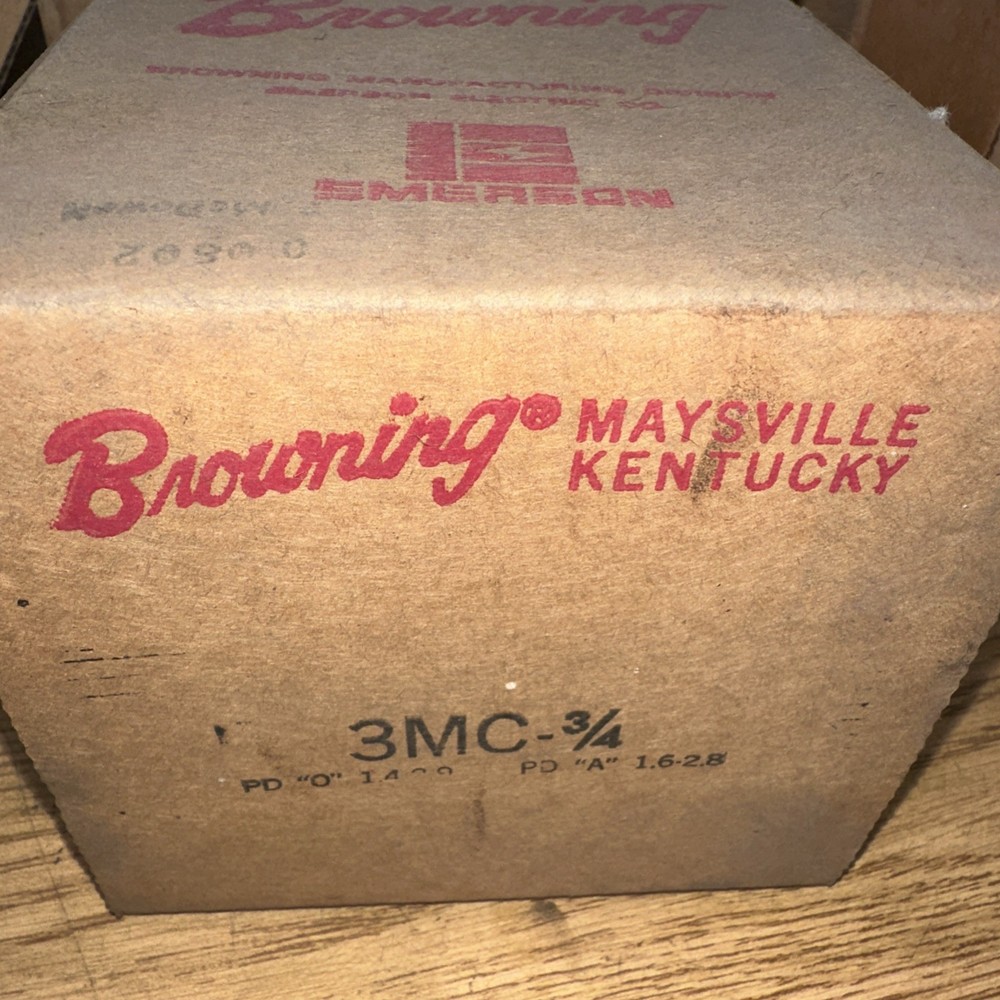 Browning
BROWNING MANUFACTURING DIVISION
EMERSON ELECTRIC CO.
EMERSON
Browning® MAYSVILLE
KENTUCKY
3MC-¾
PD "O" PD "A" 1.6-2.8